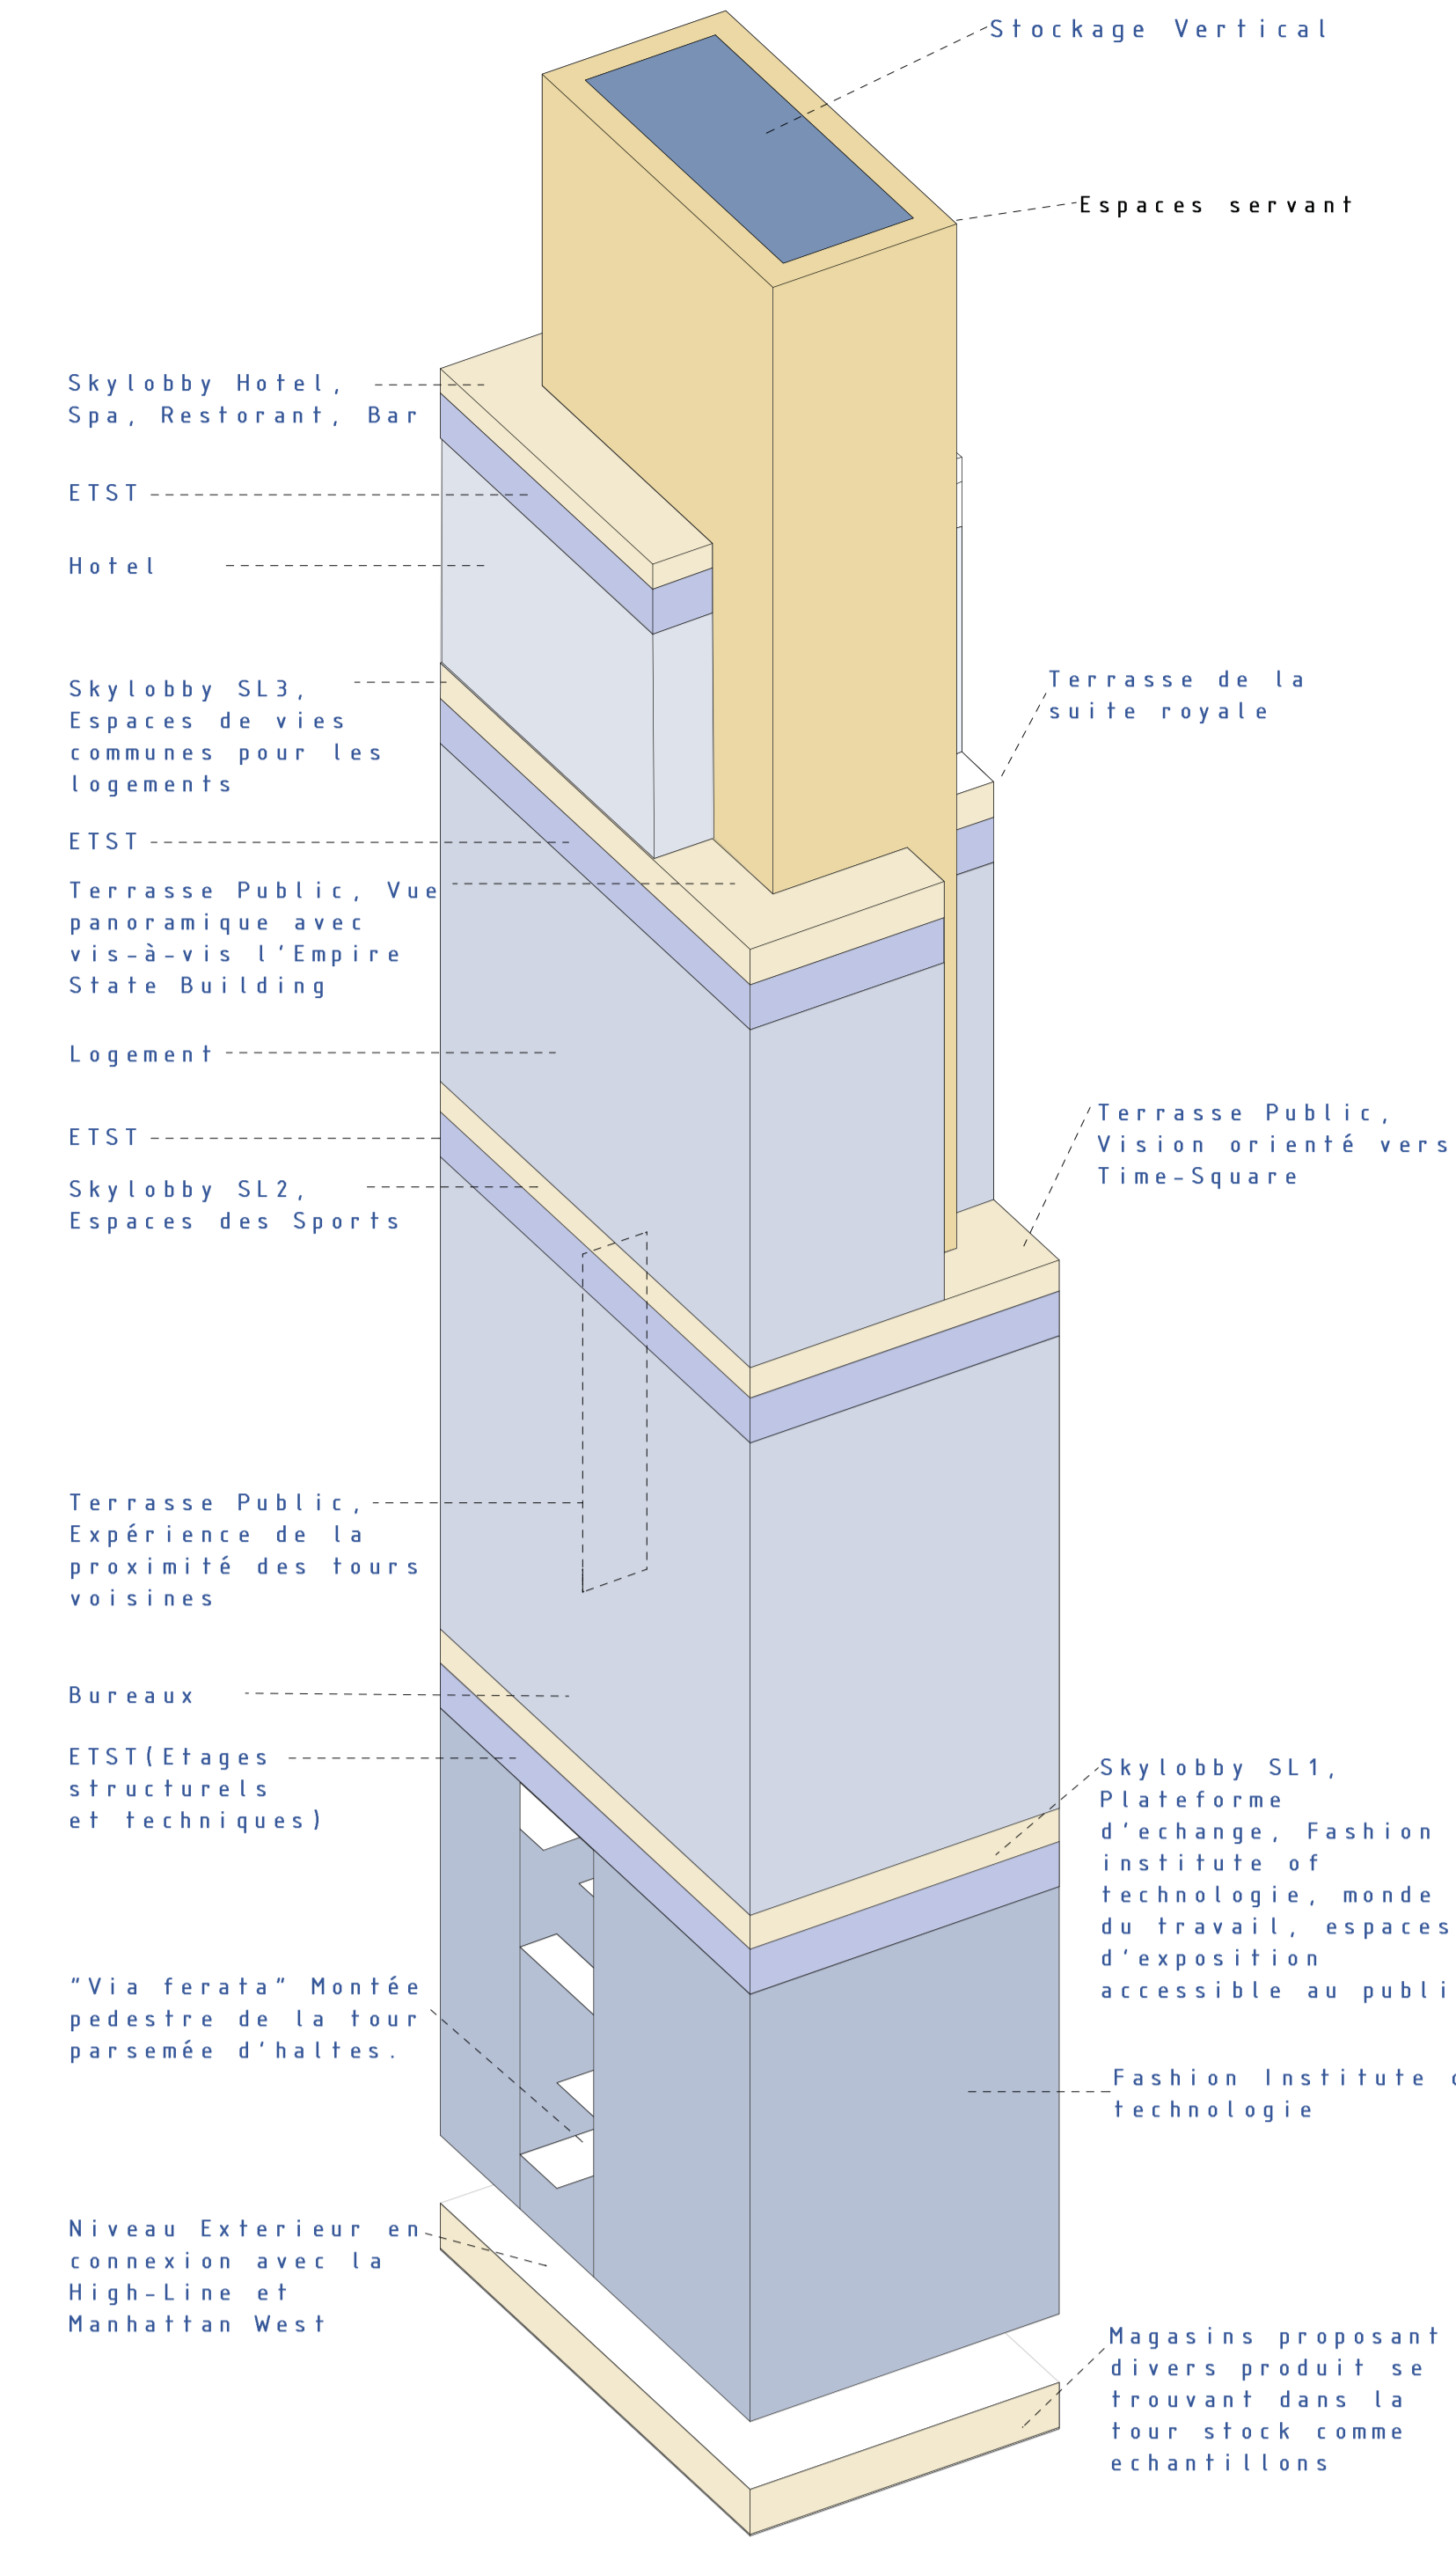 Stockage Vertical
Espaces servant
Skylobby Hotel,
Spa, Restorant, Bar
ETST
Hotel
Skylobby SL3,
Espaces de vies
communes pour les
logements
Terrasse de la
suite royale
ETST
Terrasse Public, Vue
panoramique avec
vis-à-vis l'Empire
State Building
Logement
ETST
Terrasse Public,
Vision orienté vers
Time-Square
Skylobby SL2,
Espaces des Sports
Terrasse Public,
Expérience de la
proximité des tours
voisines
Bureaux
ETST(Etages
structurels
et techniques)
Skylobby SL1,
Plateforme
d'echange, Fashion
institute of
technologie, monde
du travail, espaces
d'exposition
accessible au publi
"Via ferata" Montée
pedestre de la tour
parsemée d'haltes.
Fashion Institute
technologie
Niveau Exterieur en
connexion avec la
High-Line et
Manhattan West
Magasins proposant
divers produit se
trouvant dans la
tour stock comme
echantillons